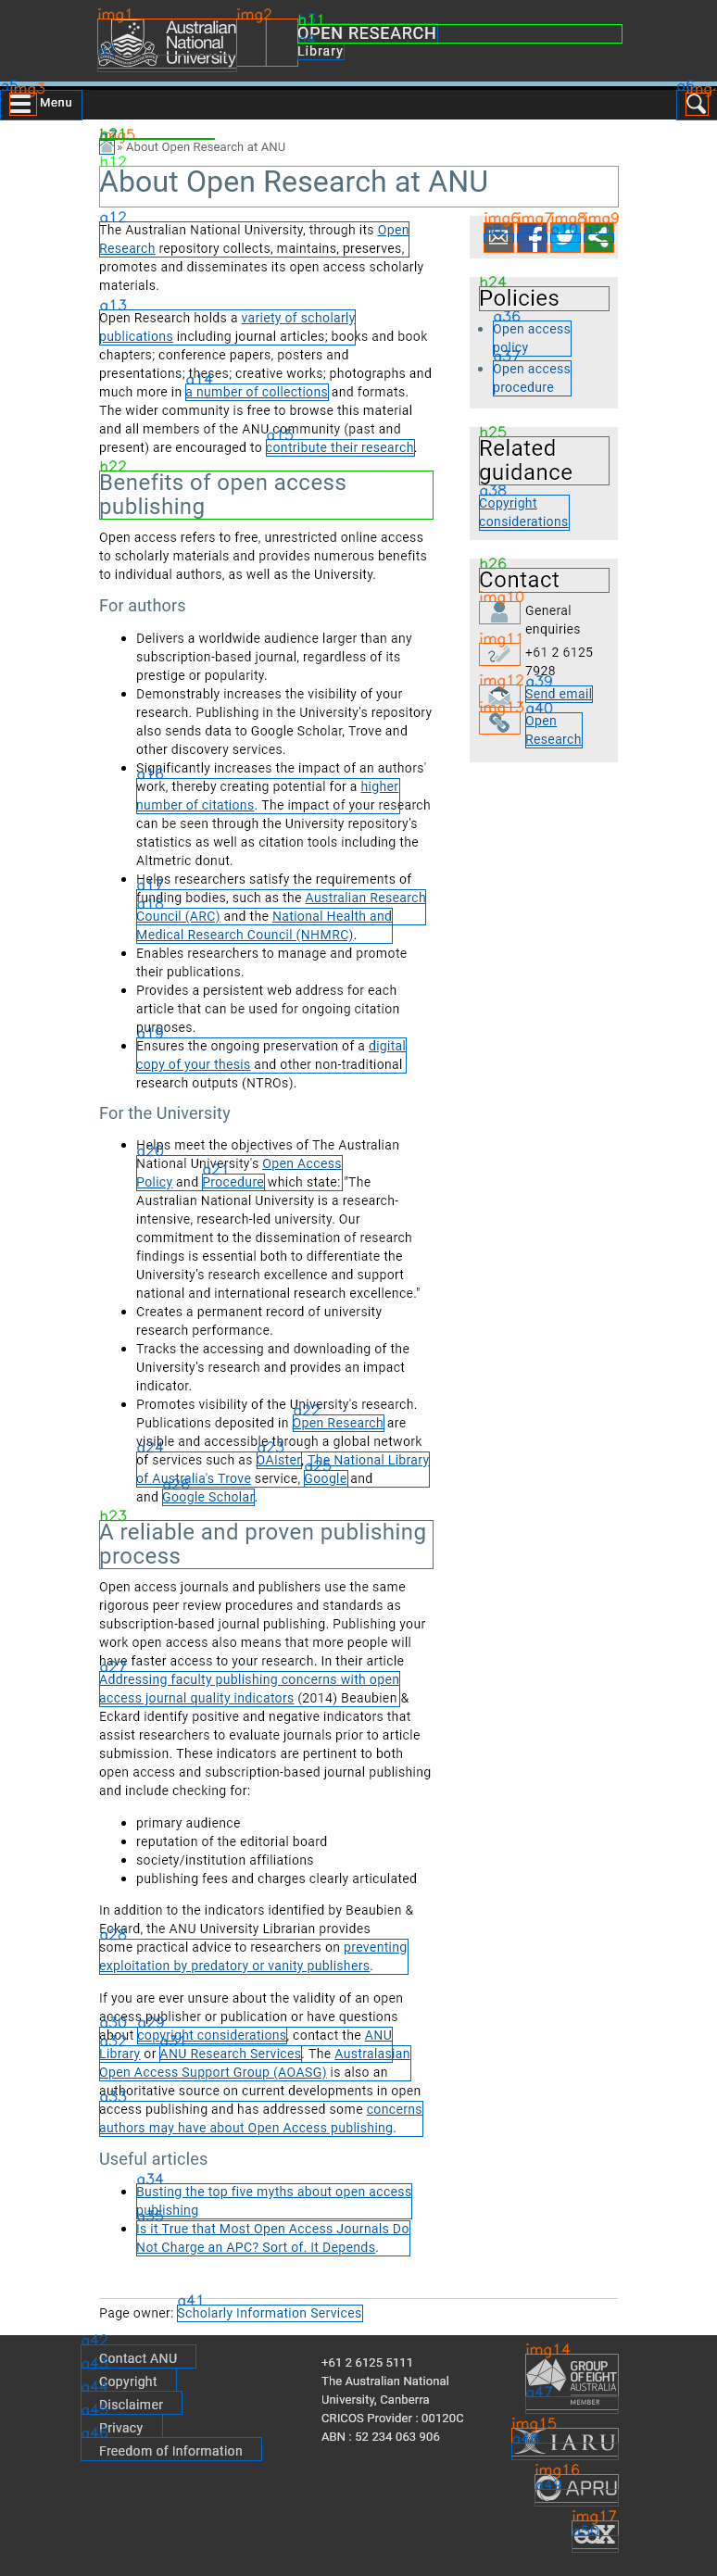 Australian
National
University
OPEN RESEARCH
Library
Menu
» About Open Research at ANU
About Open Research at ANU
The Australian National University, through its Open
Research repository collects, maintains, preserves,
promotes and disseminates its open access scholarly
materials.
Open Research holds a variety of scholarly
publications including journal articles; books and book
chapters; conference papers, posters and
presentations; theses; creative works; photographs and
much more in a number of collections and formats.
The wider community is free to browse this material
and all members of the ANU community (past and
present) are encouraged to contribute their research.
Benefits of open access
publishing
Open access refers to free, unrestricted online access
to scholarly materials and provides numerous benefits
to individual authors, as well as the University.
For authors
Delivers a worldwide audience larger than any
subscription-based journal, regardless of its
prestige or popularity.
Demonstrably increases the visibility of your
research. Publishing in the University's repository
also sends data to Google Scholar, Trove and
other discovery services.
Significantly increases the impact of an authors'
work, thereby creating potential for a higher
number of citations. The impact of your research
can be seen through the University repository's
statistics as well as citation tools including the
Altmetric donut.
Helps researchers satisfy the requirements of
funding bodies, such as the Australian Research
Council (ARC) and the National Health and
Medical Research Council (NHMRC).
Enables researchers to manage and promote
their publications.
Provides a persistent web address for each
article that can be used for ongoing citation
purposes.
Ensures the ongoing preservation of a digital
copy of your thesis and other non-traditional
research outputs (NTROs).
For the University
Helps meet the objectives of The Australian
National University's Open Access
Policy and Procedure which state: "The
Australian National University is a research-
intensive, research-led university. Our
commitment to the dissemination of research
findings is essential both to differentiate the
University's research excellence and support
national and international research excellence."
Creates a permanent record of university
research performance.
Tracks the accessing and downloading of the
University's research and provides an impact
indicator.
Promotes visibility of the University's research.
Publications deposited in Open Research are
visible and accessible through a global network
of services such as OAIster, The National Library
of Australia's Trove service, Google and
and Google Scholar.
A reliable and proven publishing
process
Open access journals and publishers use the same
rigorous peer review procedures and standards as
subscription-based journal publishing. Publishing your
work open access also means that more people will
have faster access to your research. In their article
Addressing faculty publishing concerns with open
access journal quality indicators (2014) Beaubien &
Eckard identify positive and negative indicators that
assist researchers to evaluate journals prior to article
submission. These indicators are pertinent to both
open access and subscription-based journal publishing
and include checking for:
primary audience
reputation of the editorial board
society/institution affiliations
publishing fees and charges clearly articulated
In addition to the indicators identified by Beaubien &
Eckard, the ANU University Librarian provides
some practical advice to researchers on preventing
exploitation by predatory or vanity publishers.
If you are ever unsure about the validity of an open
access publisher or publication or have questions
about copyright considerations, contact the ANU
Library or ANU Research Services. The Australasian
Open Access Support Group (AOASG) is also an
authoritative source on current developments in open
access publishing and has addressed some concerns
authors may have about Open Access publishing.
Useful articles
Busting the top five myths about open access
publishing
Is it True that Most Open Access Journals Do
Not Charge an APC? Sort of. It Depends.
Policies
Open access
policy
Open access
procedure
Related
guidance
Copyright
considerations
Contact
General
enquiries
+61 2 6125
7928
Send email
Open
Research
Page owner: Scholarly Information Services
Contact ANU
Copyright
Disclaimer
Privacy
Freedom of Information
+61 2 6125 5111
The Australian National
University, Canberra
CRICOS Provider : 00120C
ABN : 52 234 063 906
GROUP
OF EIGHT
AUSTRALIA
MEMBER
IARU
APRU
edX